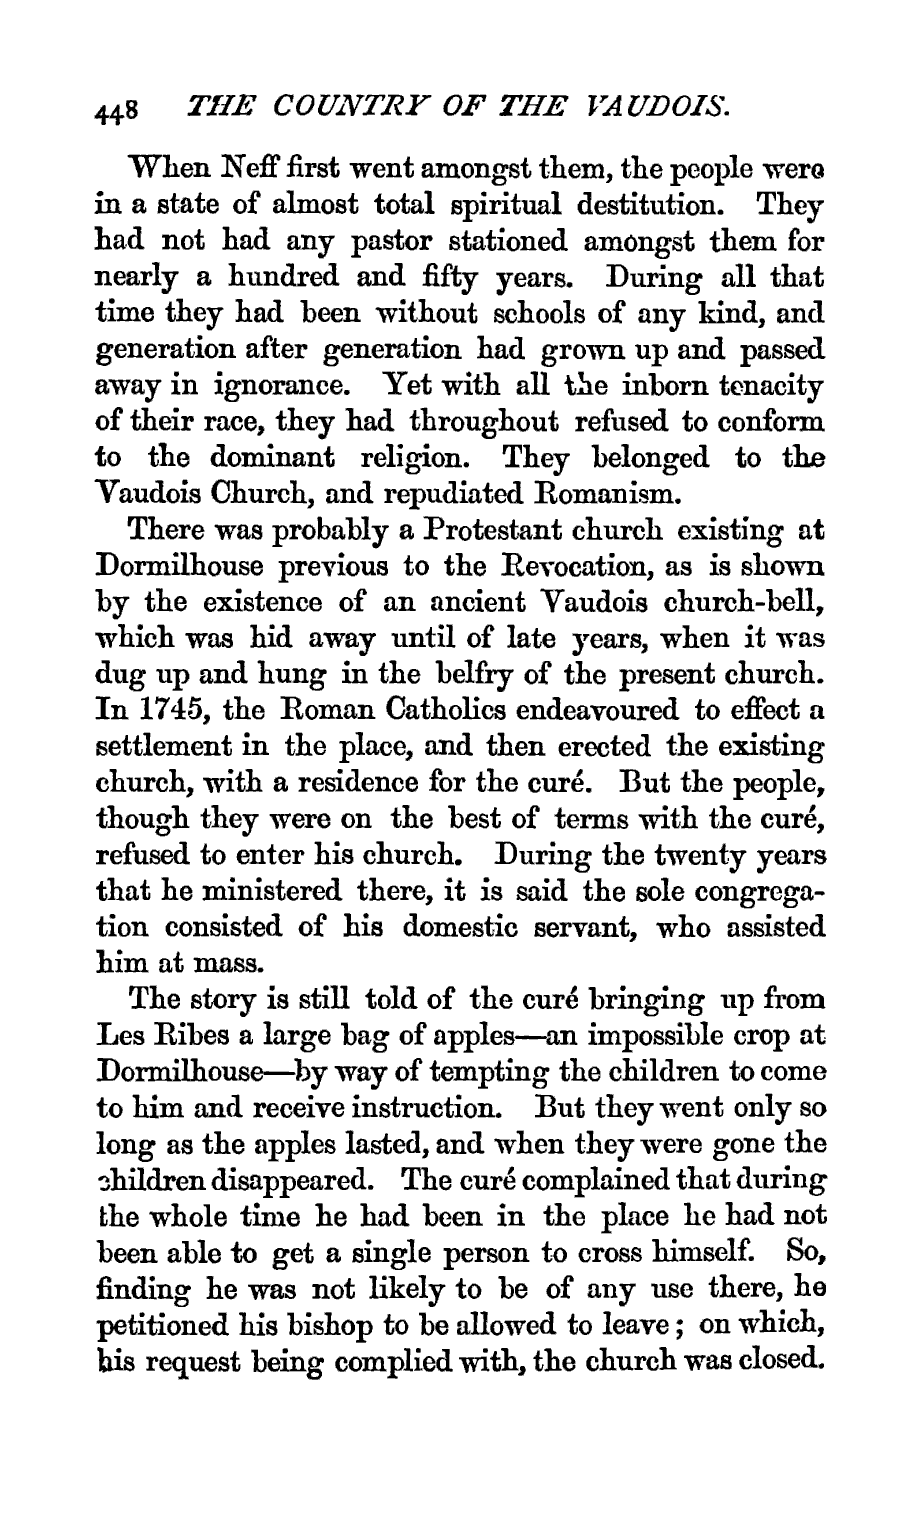 448 THE COUNTRY OF THE VAUDOIS.
When Neff first went amongst them, the people were
in a state of almost total spiritual destitution. They
had not had any pastor stationed amongst them for
nearly a hundred and fifty years. During all that
time they had been without schools of any kind, and
generation after generation had grown up and passed
away in ignorance. Yet with all the inborn tenacity
of their race, they had throughout refused to conform
to the dominant religion. They belonged to the
Vaudois Church, and repudiated Romanism.
There was probably a Protestant church existing at
Dormilhouse previous to the Revocation, as is shown
by the existence of an ancient Vaudois church-bell,
which was hid away until of late years, when it was
dug up and hung in the belfry of the present church.
In 1745, the Roman Catholics endeavoured to effect a
settlement in the place, and then erected the existing
church, with a residence for the curé. But the people,
though they were on the best of terms with the curé,
refused to enter his church. During the twenty years
that he ministered there, it is said the sole congrega-
tion consisted of his domestic servant, who assisted
him at mass.
The story is still told of the curé bringing up from
Les Ribes a large bag of apples—an impossible crop at
Dormilhouse—by way of tempting the children to come
to him and receive instruction. But they went only so
long as the apples lasted, and when they were gone the
children disappeared. The curé complained that during
the whole time he had been in the place he had not
been able to get a single person to cross himself. So,
finding he was not likely to be of any use there, he
petitioned his bishop to be allowed to leave; on which,
his request being complied with, the church was closed.